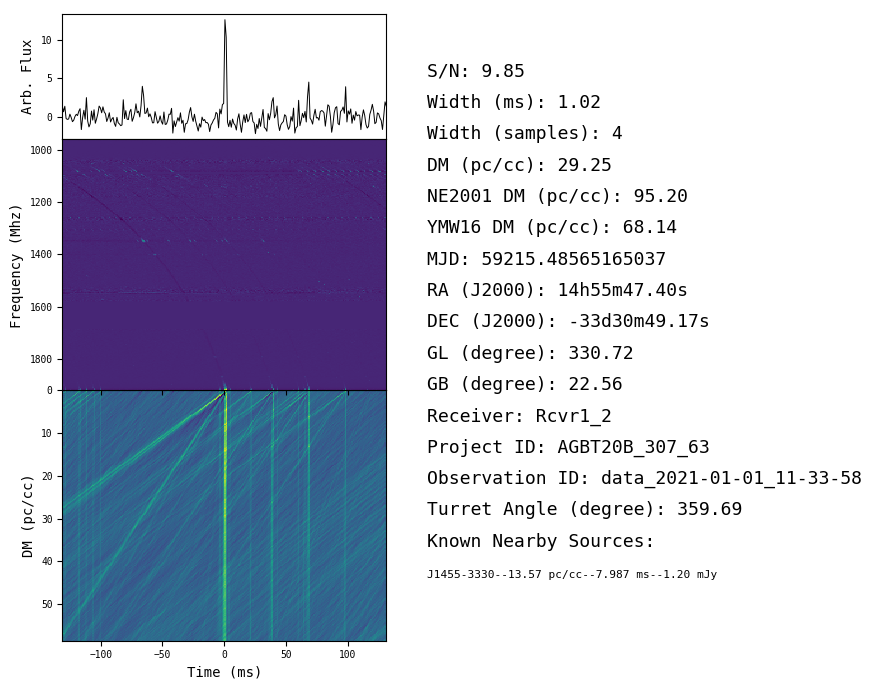 Arb. Flux
10
5
0
Frequency (Mhz)
1000
1200
1400
1600
1800
DM (pc/cc)
0
10
20
30
40
50
−100
−50
0
50
100
Time (ms)
S/N: 9.85
Width (ms): 1.02
Width (samples): 4
DM (pc/cc): 29.25
NE2001 DM (pc/cc): 95.20
YMW16 DM (pc/cc): 68.14
MJD: 59215.48565165037
RA (J2000): 14h55m47.40s
DEC (J2000): -33d30m49.17s
GL (degree): 330.72
GB (degree): 22.56
Receiver: Rcvr1_2
Project ID: AGBT20B_307_63
Observation ID: data_2021-01-01_11-33-58
Turret Angle (degree): 359.69
Known Nearby Sources:
J1455-3330--13.57 pc/cc--7.987 ms--1.20 mJy